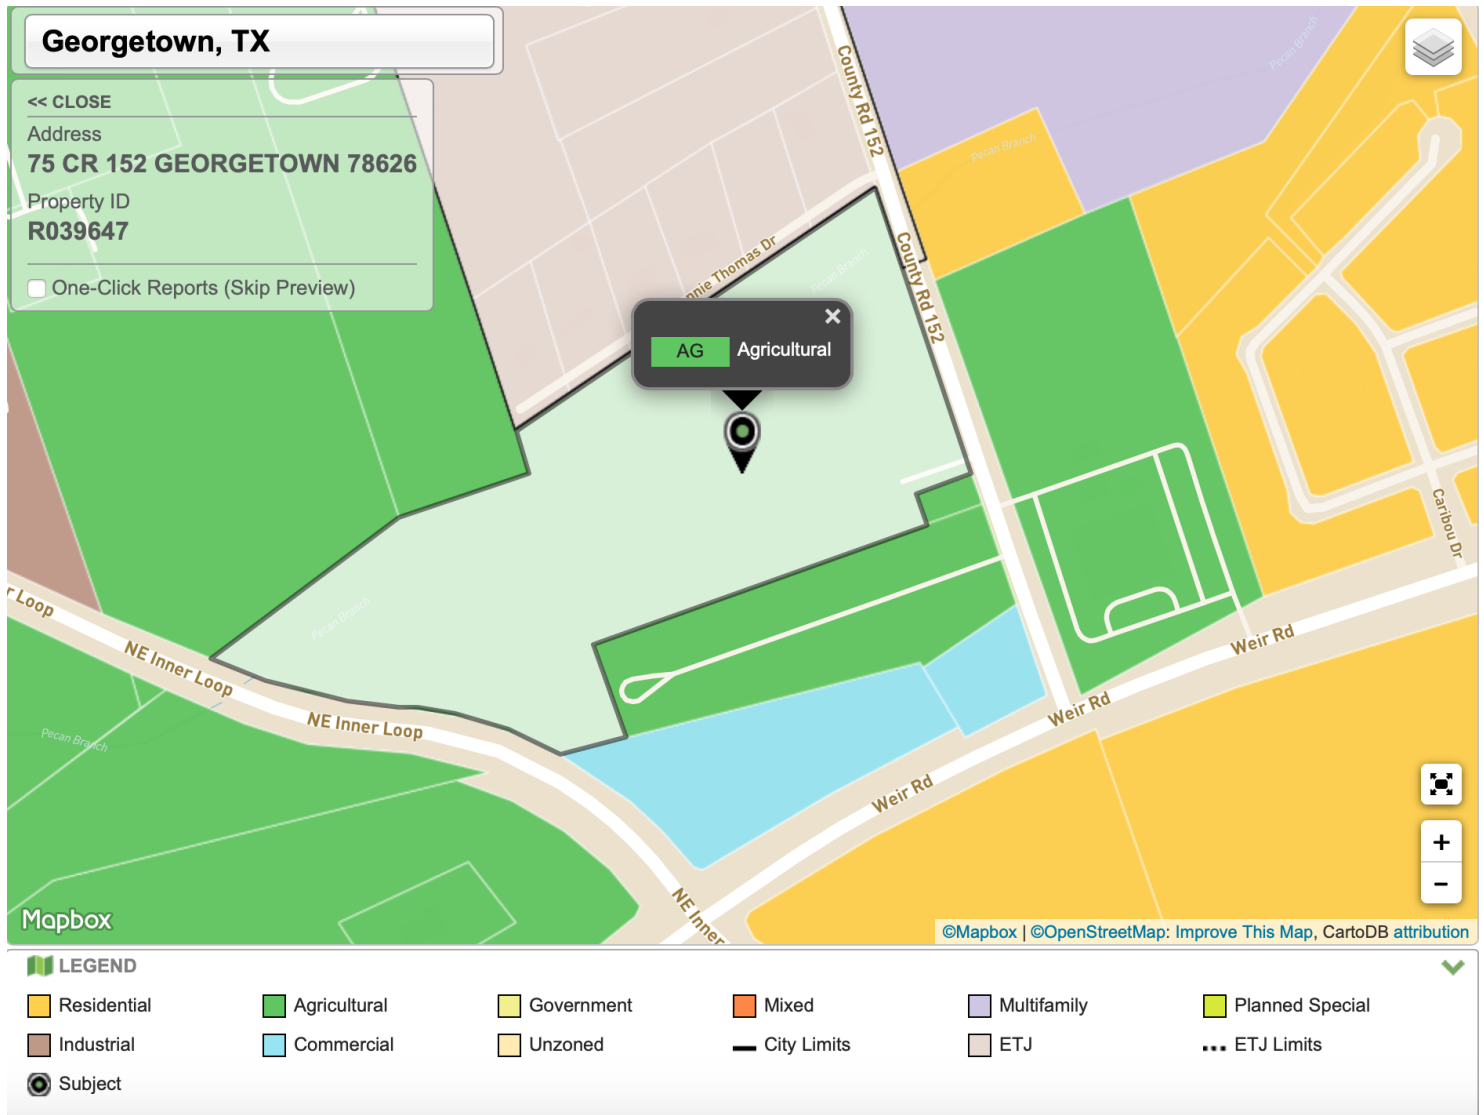 Georgetown, TX
<< CLOSE
Address
75 CR 152 GEORGETOWN 78626
Property ID
R039647
One-Click Reports (Skip Preview)
County Rd 152
Pecan Branch
Pecan Branch
nnie Thomas Dr
Pecan Branch
County Rd 152
AG Agricultural
Caribou Dr
r Loop
NE Inner Loop
Pecan Branch
NE Inner Loop
Pecan Branch
Weir Rd
Weir Rd
Weir Rd
NE Inner
+
−
Mapbox
©Mapbox | ©OpenStreetMap: Improve This Map, CartoDB attribution
LEGEND
Residential Agricultural Government Mixed Multifamily Planned Special
Industrial Commercial Unzoned City Limits ETJ ETJ Limits
Subject